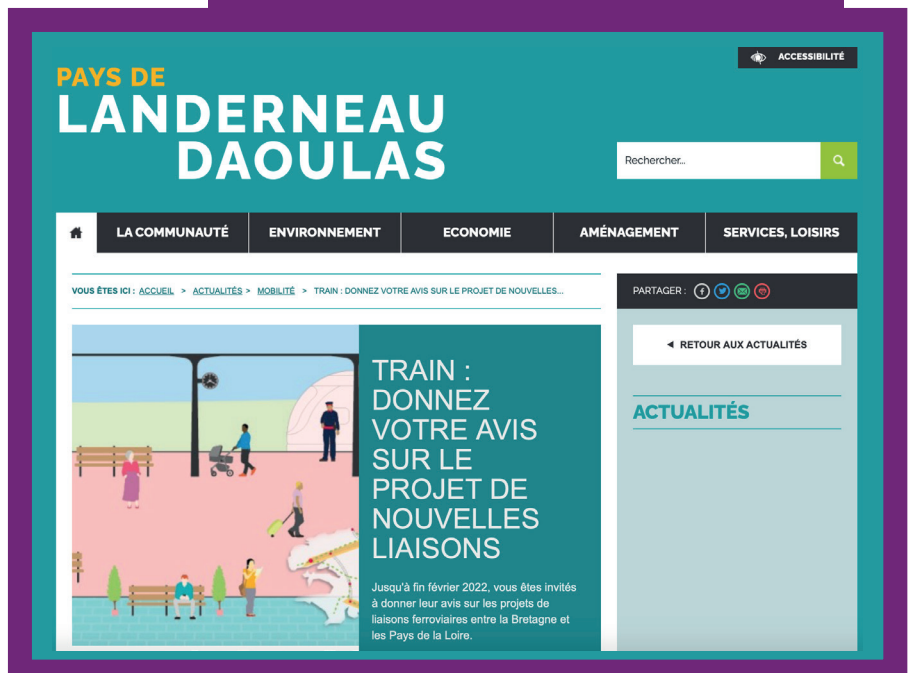 ACCESSIBILITÉ
PAYS DE
LANDERNEAU
DAOULAS
Rechercher...
LA COMMUNAUTÉ
ENVIRONNEMENT
ECONOMIE
AMÉNAGEMENT
SERVICES, LOISIRS
VOUS ÊTES ICI : ACCUEIL > ACTUALITÉS > MOBILITÉ > TRAIN : DONNEZ VOTRE AVIS SUR LE PROJET DE NOUVELLES...
PARTAGER :
RETOUR AUX ACTUALITÉS
ACTUALITÉS
TRAIN :
DONNEZ
VOTRE AVIS
SUR LE
PROJET DE
NOUVELLES
LIAISONS
Jusqu'à fin février 2022, vous êtes invités
à donner leur avis sur les projets de
liaisons ferroviaires entre la Bretagne et
les Pays de la Loire.